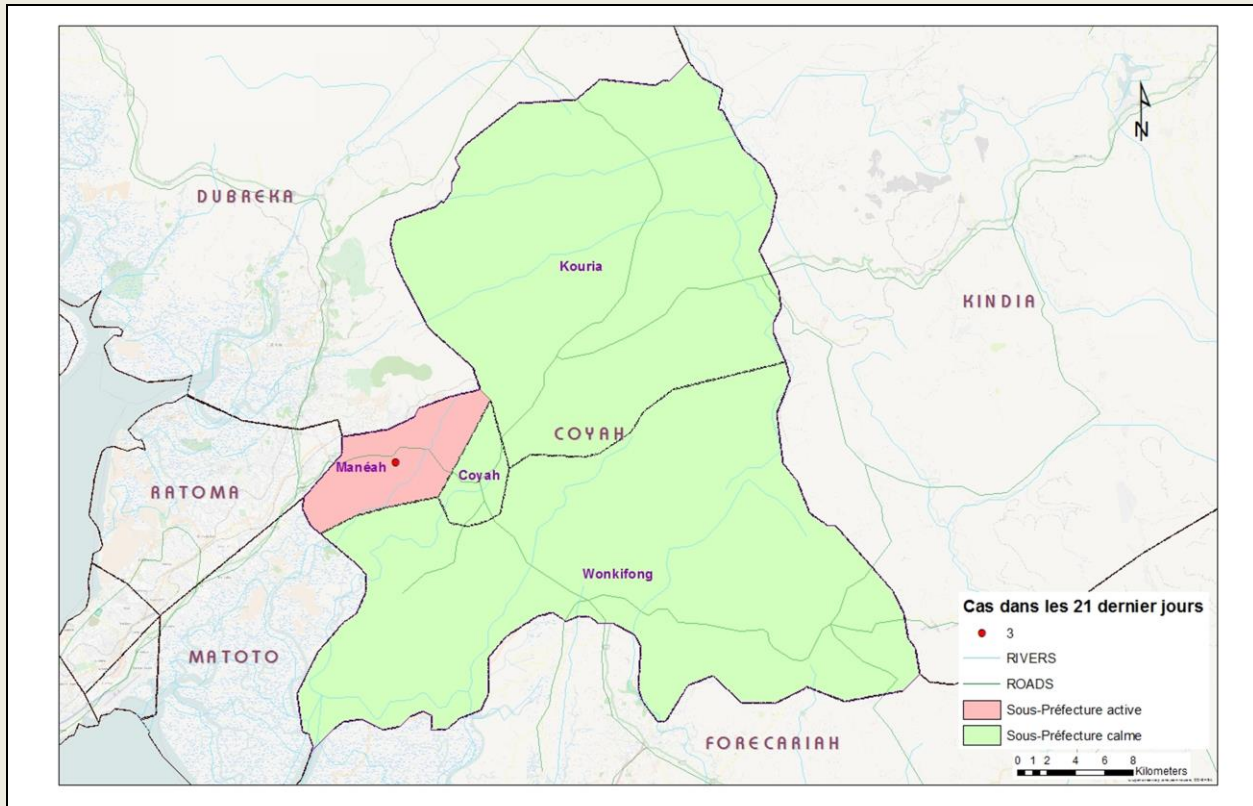 N
DUBREKA
Kouria
KINDIA
COYAH
Manéah
Coyah
RATOMA
Wonkifong
MATOTO
FORECARIAH
Cas dans les 21 dernier jours
3
RIVERS
ROADS
Sous-Préfecture active
Sous-Préfecture calme
0 1 2 4 6 8
Kilometers